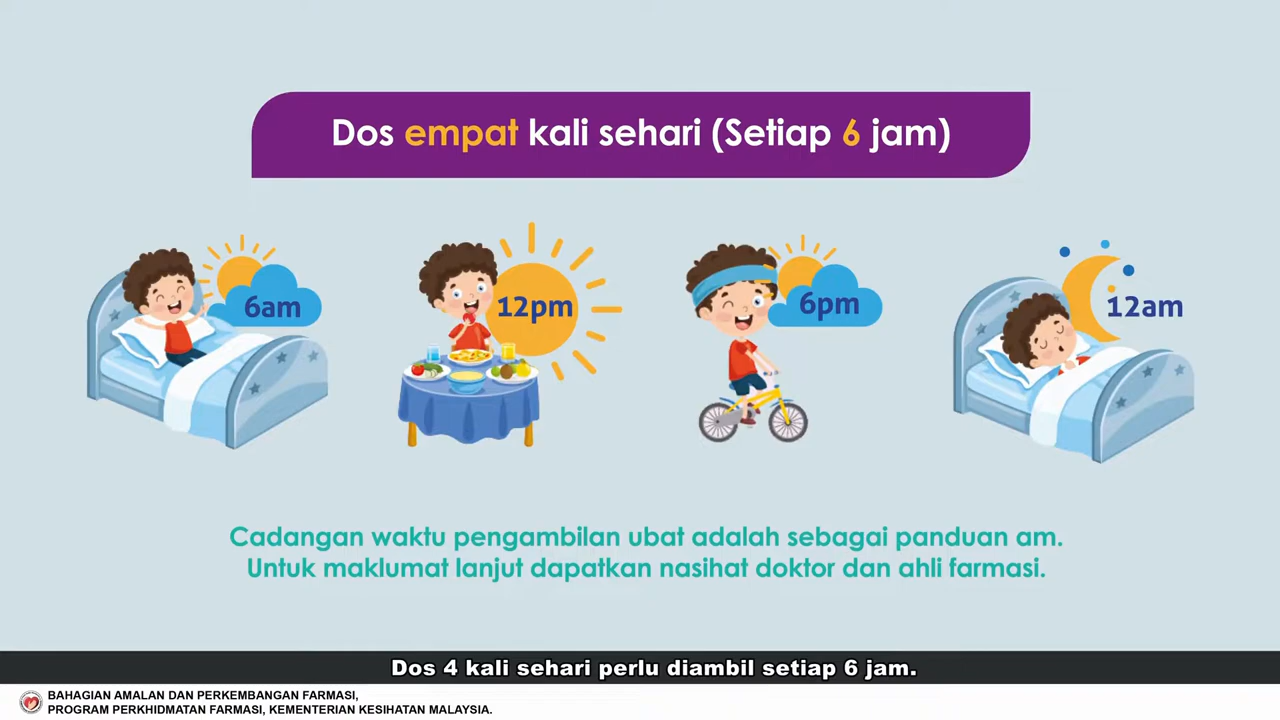 Dos empat kali sehari (Setiap 6 jam)
6am
12pm
6pm
12am
Cadangan waktu pengambilan ubat adalah sebagai panduan am.
Untuk maklumat lanjut dapatkan nasihat doktor dan ahli farmasi.
Dos 4 kali sehari perlu diambil setiap 6 jam.
BAHAGIAN AMALAN DAN PERKEMBANGAN FARMASI,
PROGRAM PERKHIDMATAN FARMASI, KEMENTERIAN KESIHATAN MALAYSIA.